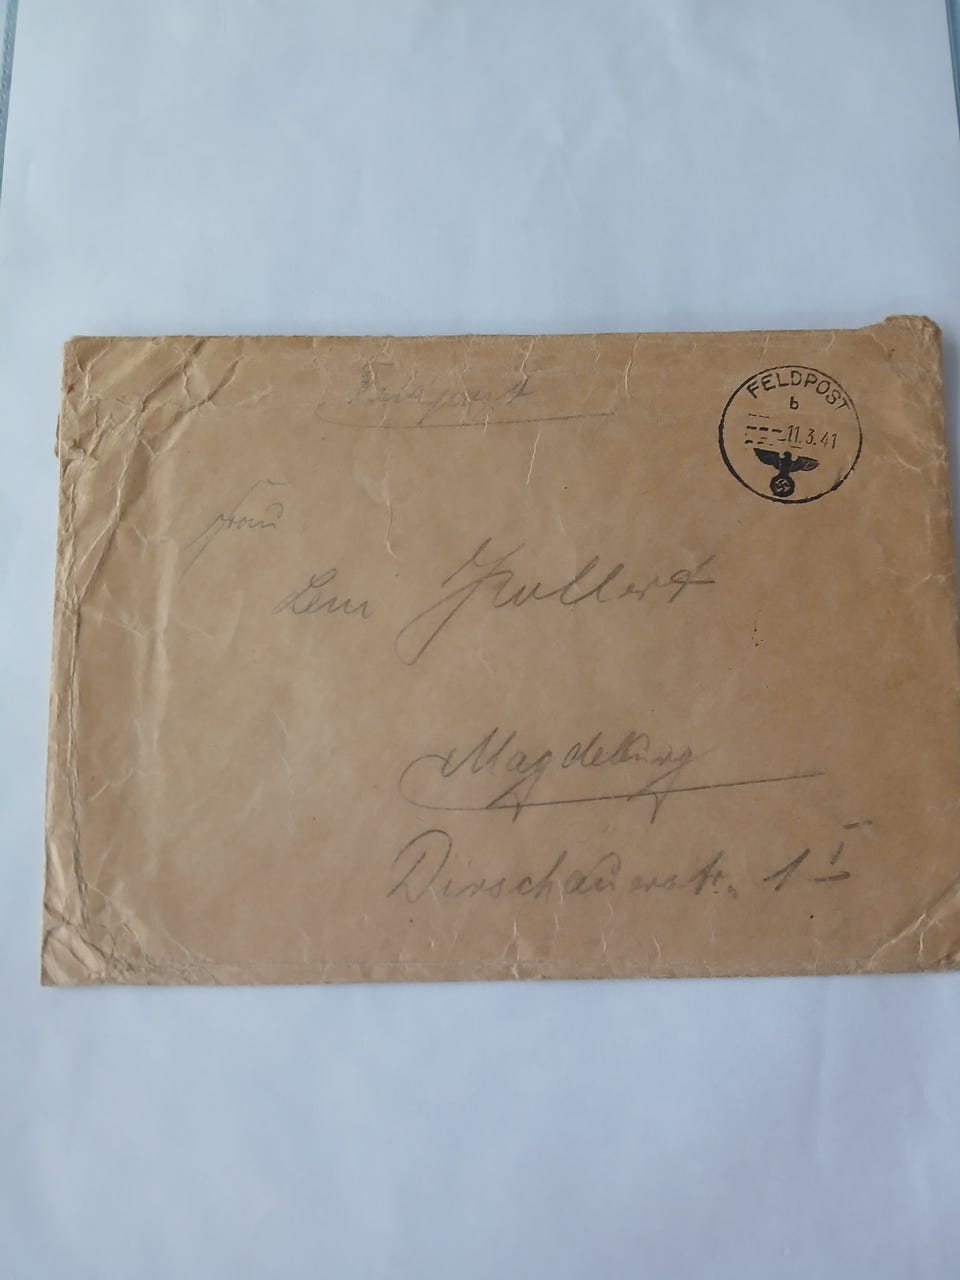 Feldpost
FELDPOST
b
11.3.41
Frau
Magdeburg
Dirschauerstr. 1 I